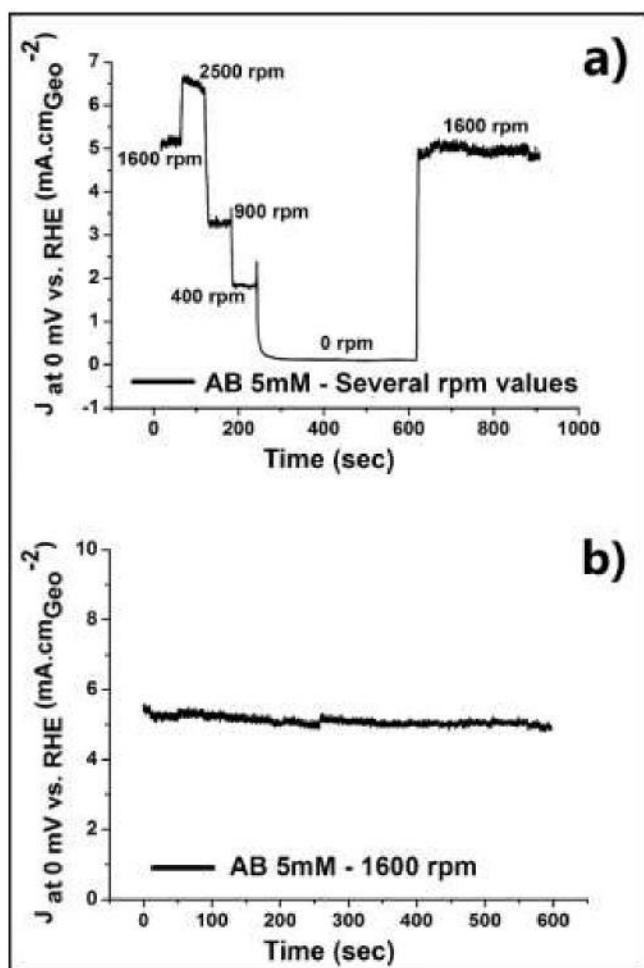 a)
J at 0 mV vs. RHE (mA.cmGeo-2)
7
6
5
4
3
2
1
0
-1
2500 rpm
1600 rpm
1600 rpm
900 rpm
400 rpm
0 rpm
AB 5mM - Several rpm values
0 200 400 600 800 1000
Time (sec)
b)
J at 0 mV vs. RHE (mA.cmGeo-2)
10
8
6
4
2
0
AB 5mM - 1600 rpm
0 100 200 300 400 500 600
Time (sec)